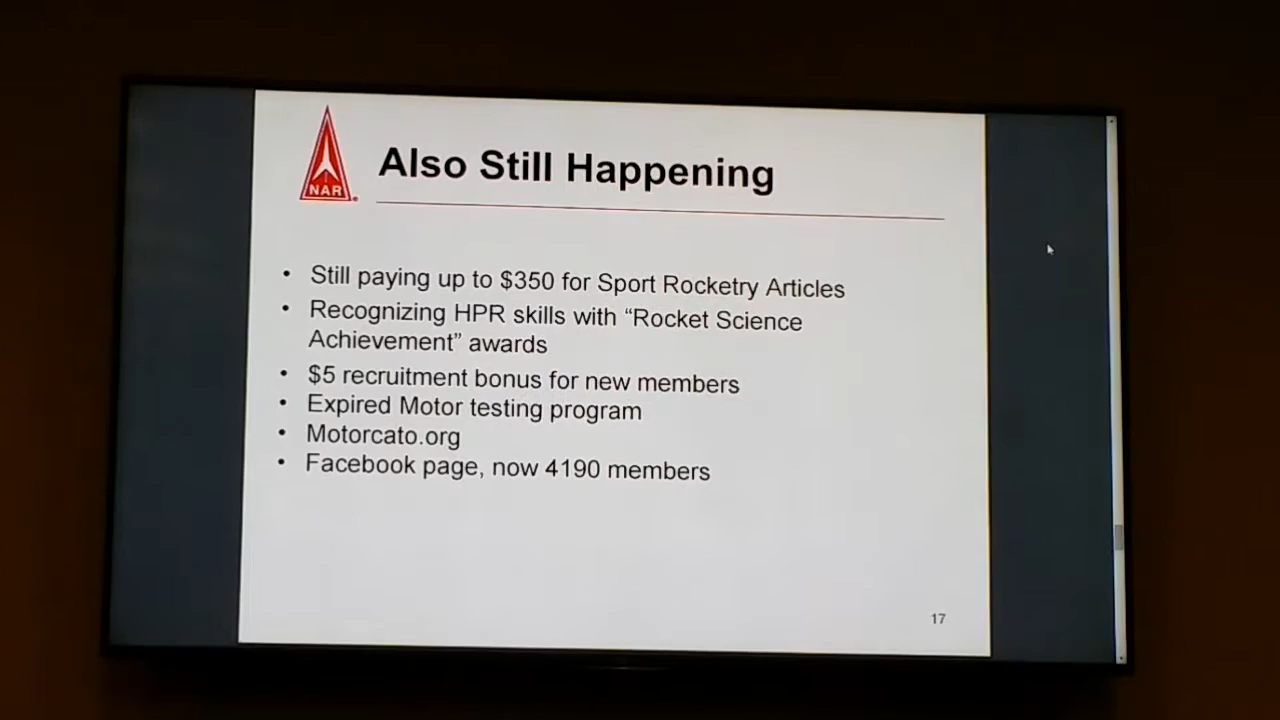 NAR
Also Still Happening
• Still paying up to $350 for Sport Rocketry Articles
• Recognizing HPR skills with “Rocket Science
Achievement” awards
• $5 recruitment bonus for new members
• Expired Motor testing program
• Motorcato.org
• Facebook page, now 4190 members
17